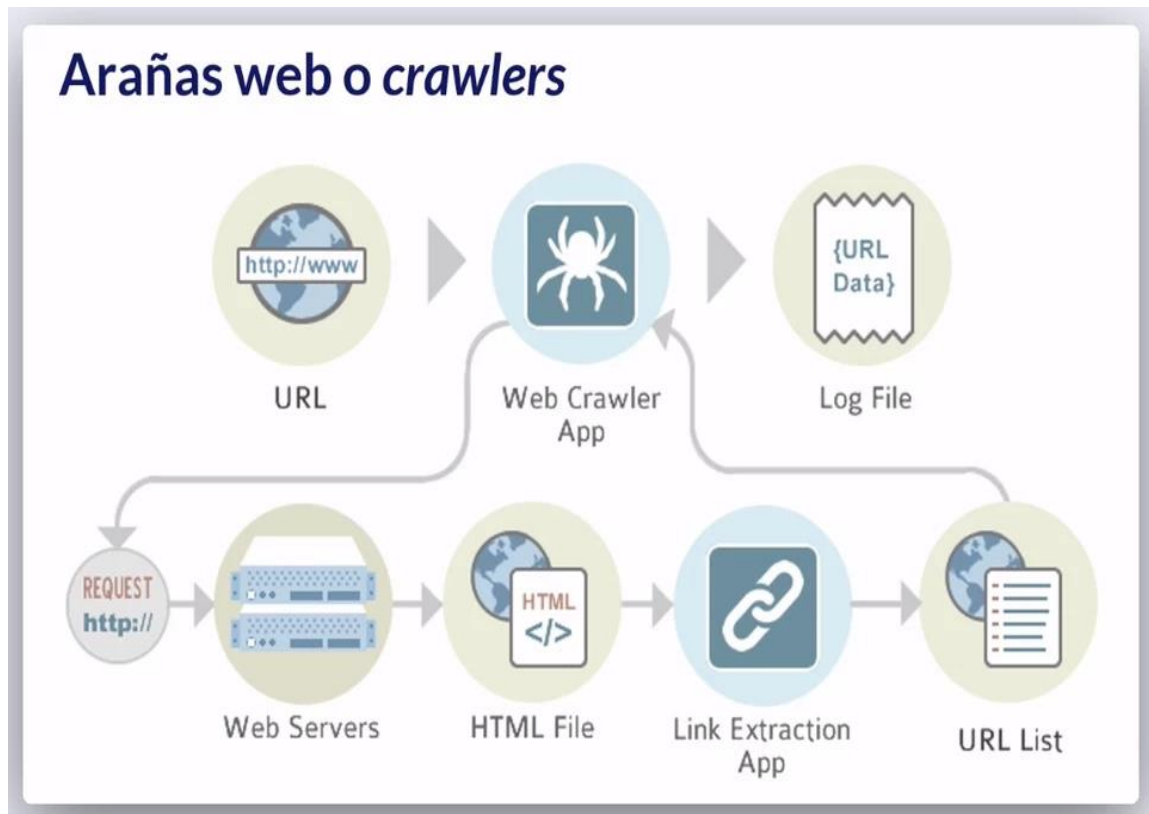 Arañas web o crawlers
http://www
{URL
Data}
URL
Web Crawler
App
Log File
REQUEST
http://
HTML
</>
Web Servers
HTML File
Link Extraction
App
URL List